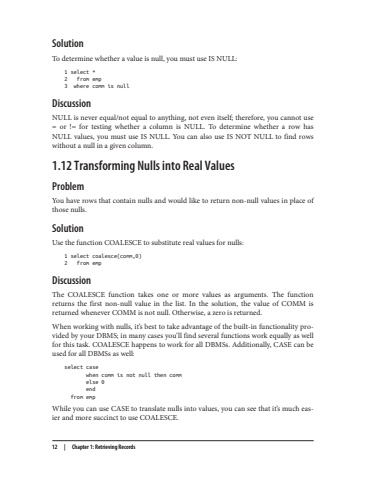 Solution
To determine whether a value is null, you must use IS NULL:
1 select *
2 from emp
3 where comm is null
Discussion
NULL is never equal/not equal to anything, not even itself; therefore, you cannot use
= or != for testing whether a column is NULL. To determine whether a row has
NULL values, you must use IS NULL. You can also use IS NOT NULL to find rows
without a null in a given column.
1.12 Transforming Nulls into Real Values
Problem
You have rows that contain nulls and would like to return non-null values in place of
those nulls.
Solution
Use the function COALESCE to substitute real values for nulls:
1 select coalesce(comm,0)
2 from emp
Discussion
The COALESCE function takes one or more values as arguments. The function
returns the first non-null value in the list. In the solution, the value of COMM is
returned whenever COMM is not null. Otherwise, a zero is returned.
When working with nulls, it’s best to take advantage of the built-in functionality pro-
vided by your DBMS; in many cases you’ll find several functions work equally as well
for this task. COALESCE happens to work for all DBMSs. Additionally, CASE can be
used for all DBMSs as well:
select case
when comm is not null then comm
else 0
end
from emp
While you can use CASE to translate nulls into values, you can see that it’s much eas-
ier and more succinct to use COALESCE.
12 | Chapter 1: Retrieving Records